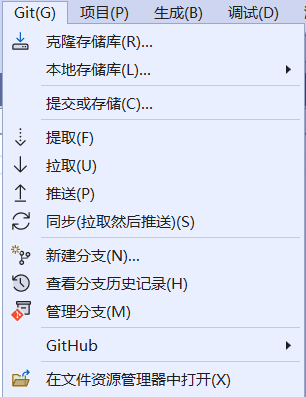 Git(G) 项目(P) 生成(B) 调试(D)
克隆存储库(R)...
本地存储库(L)...
提交或存储(C)...
提取(F)
拉取(U)
推送(P)
同步(拉取然后推送)(S)
新建分支(N)...
查看分支历史记录(H)
管理分支(M)
GitHub
在文件资源管理器中打开(X)